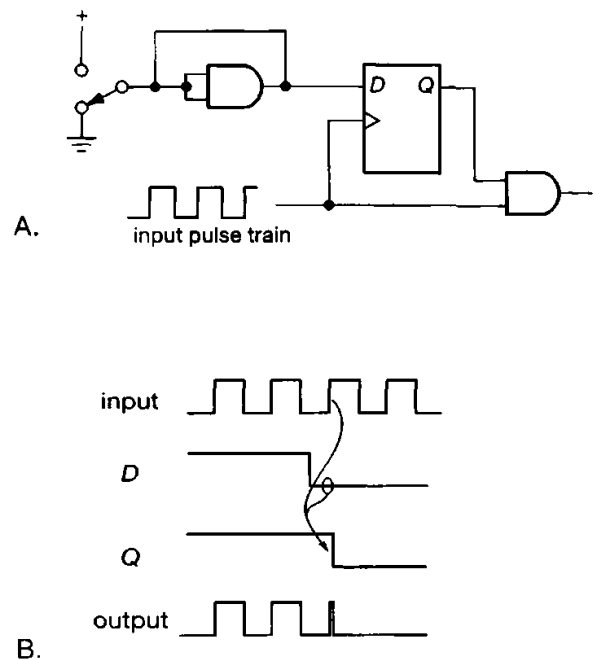 +
D Q
A.
input pulse train
input
D
Q
output
B.